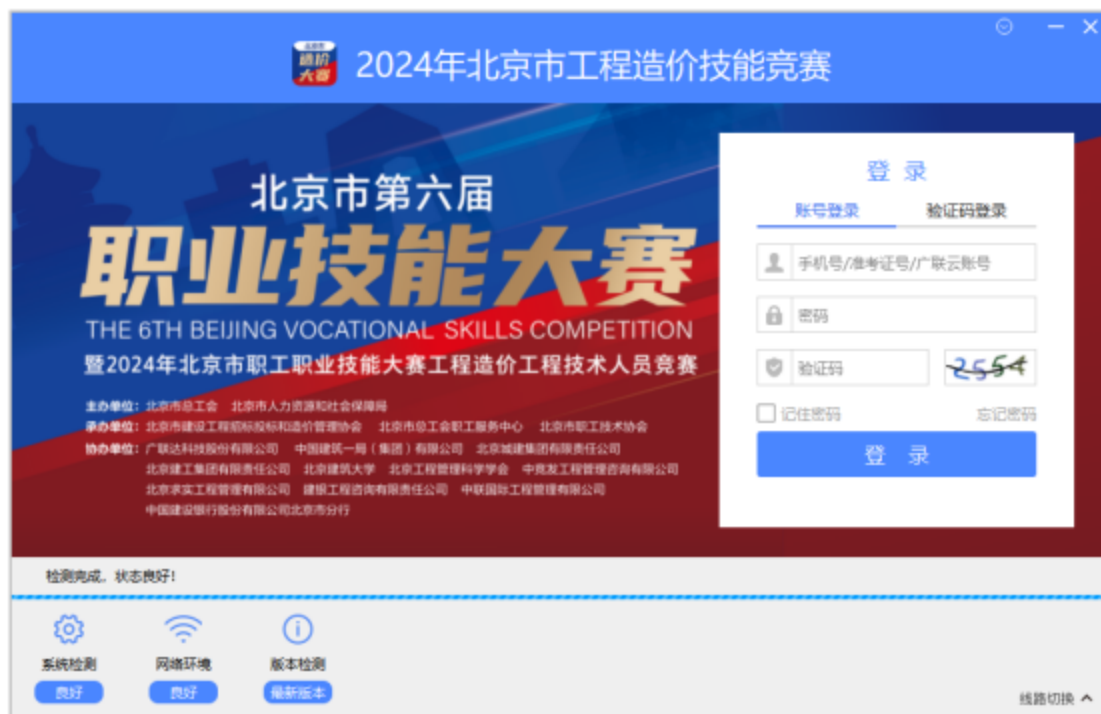 北京市
造价
大赛
2024年北京市工程造价技能竞赛
北京市第六届
职业技能大赛
THE 6TH BEIJING VOCATIONAL SKILLS COMPETITION
暨2024年北京市职工职业技能大赛工程造价工程技术人员竞赛
主办单位：北京市总工会 北京市人力资源和社会保障局
承办单位：北京市建设工程招标投标和造价管理协会 北京市总工会职工服务中心 北京市职工技术协会
协办单位：广联达科技股份有限公司 中国建筑一局（集团）有限公司 北京城建集团有限责任公司
北京建工集团有限责任公司 北京建筑大学 北京工程管理科学学会 中竞发工程管理咨询有限公司
北京求实工程管理有限公司 建银工程咨询有限责任公司 中联国际工程管理有限公司
中国建设银行股份有限公司北京市分行
登 录
账号登录 验证码登录
手机号/准考证号/广联云账号
密码
验证码 2554
记住密码 忘记密码
登 录
检测完成，状态良好！
系统检测 网络环境 版本检测
良好 良好 最新版本
线路切换